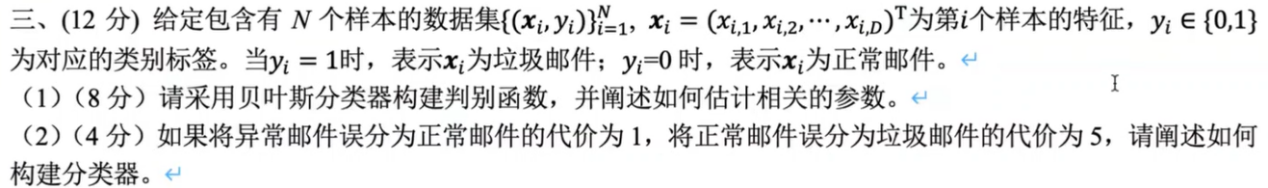 三、(12 分) 给定包含有 N 个样本的数据集{(𝒙ᵢ, yᵢ)}ᵢ₌₁ᴺ, 𝒙ᵢ = (xᵢ,₁, xᵢ,₂, ⋯, xᵢ,D)ᵀ为第i个样本的特征，yᵢ ∈ {0,1}
为对应的类别标签。当yᵢ = 1时，表示𝒙ᵢ为垃圾邮件；yᵢ=0 时，表示𝒙ᵢ为正常邮件。↵
（1）（8 分）请采用贝叶斯分类器构建判别函数，并阐述如何估计相关的参数。↵
（2）（4 分）如果将异常邮件误分为正常邮件的代价为 1，将正常邮件误分为垃圾邮件的代价为 5，请阐述如何
构建分类器。↵